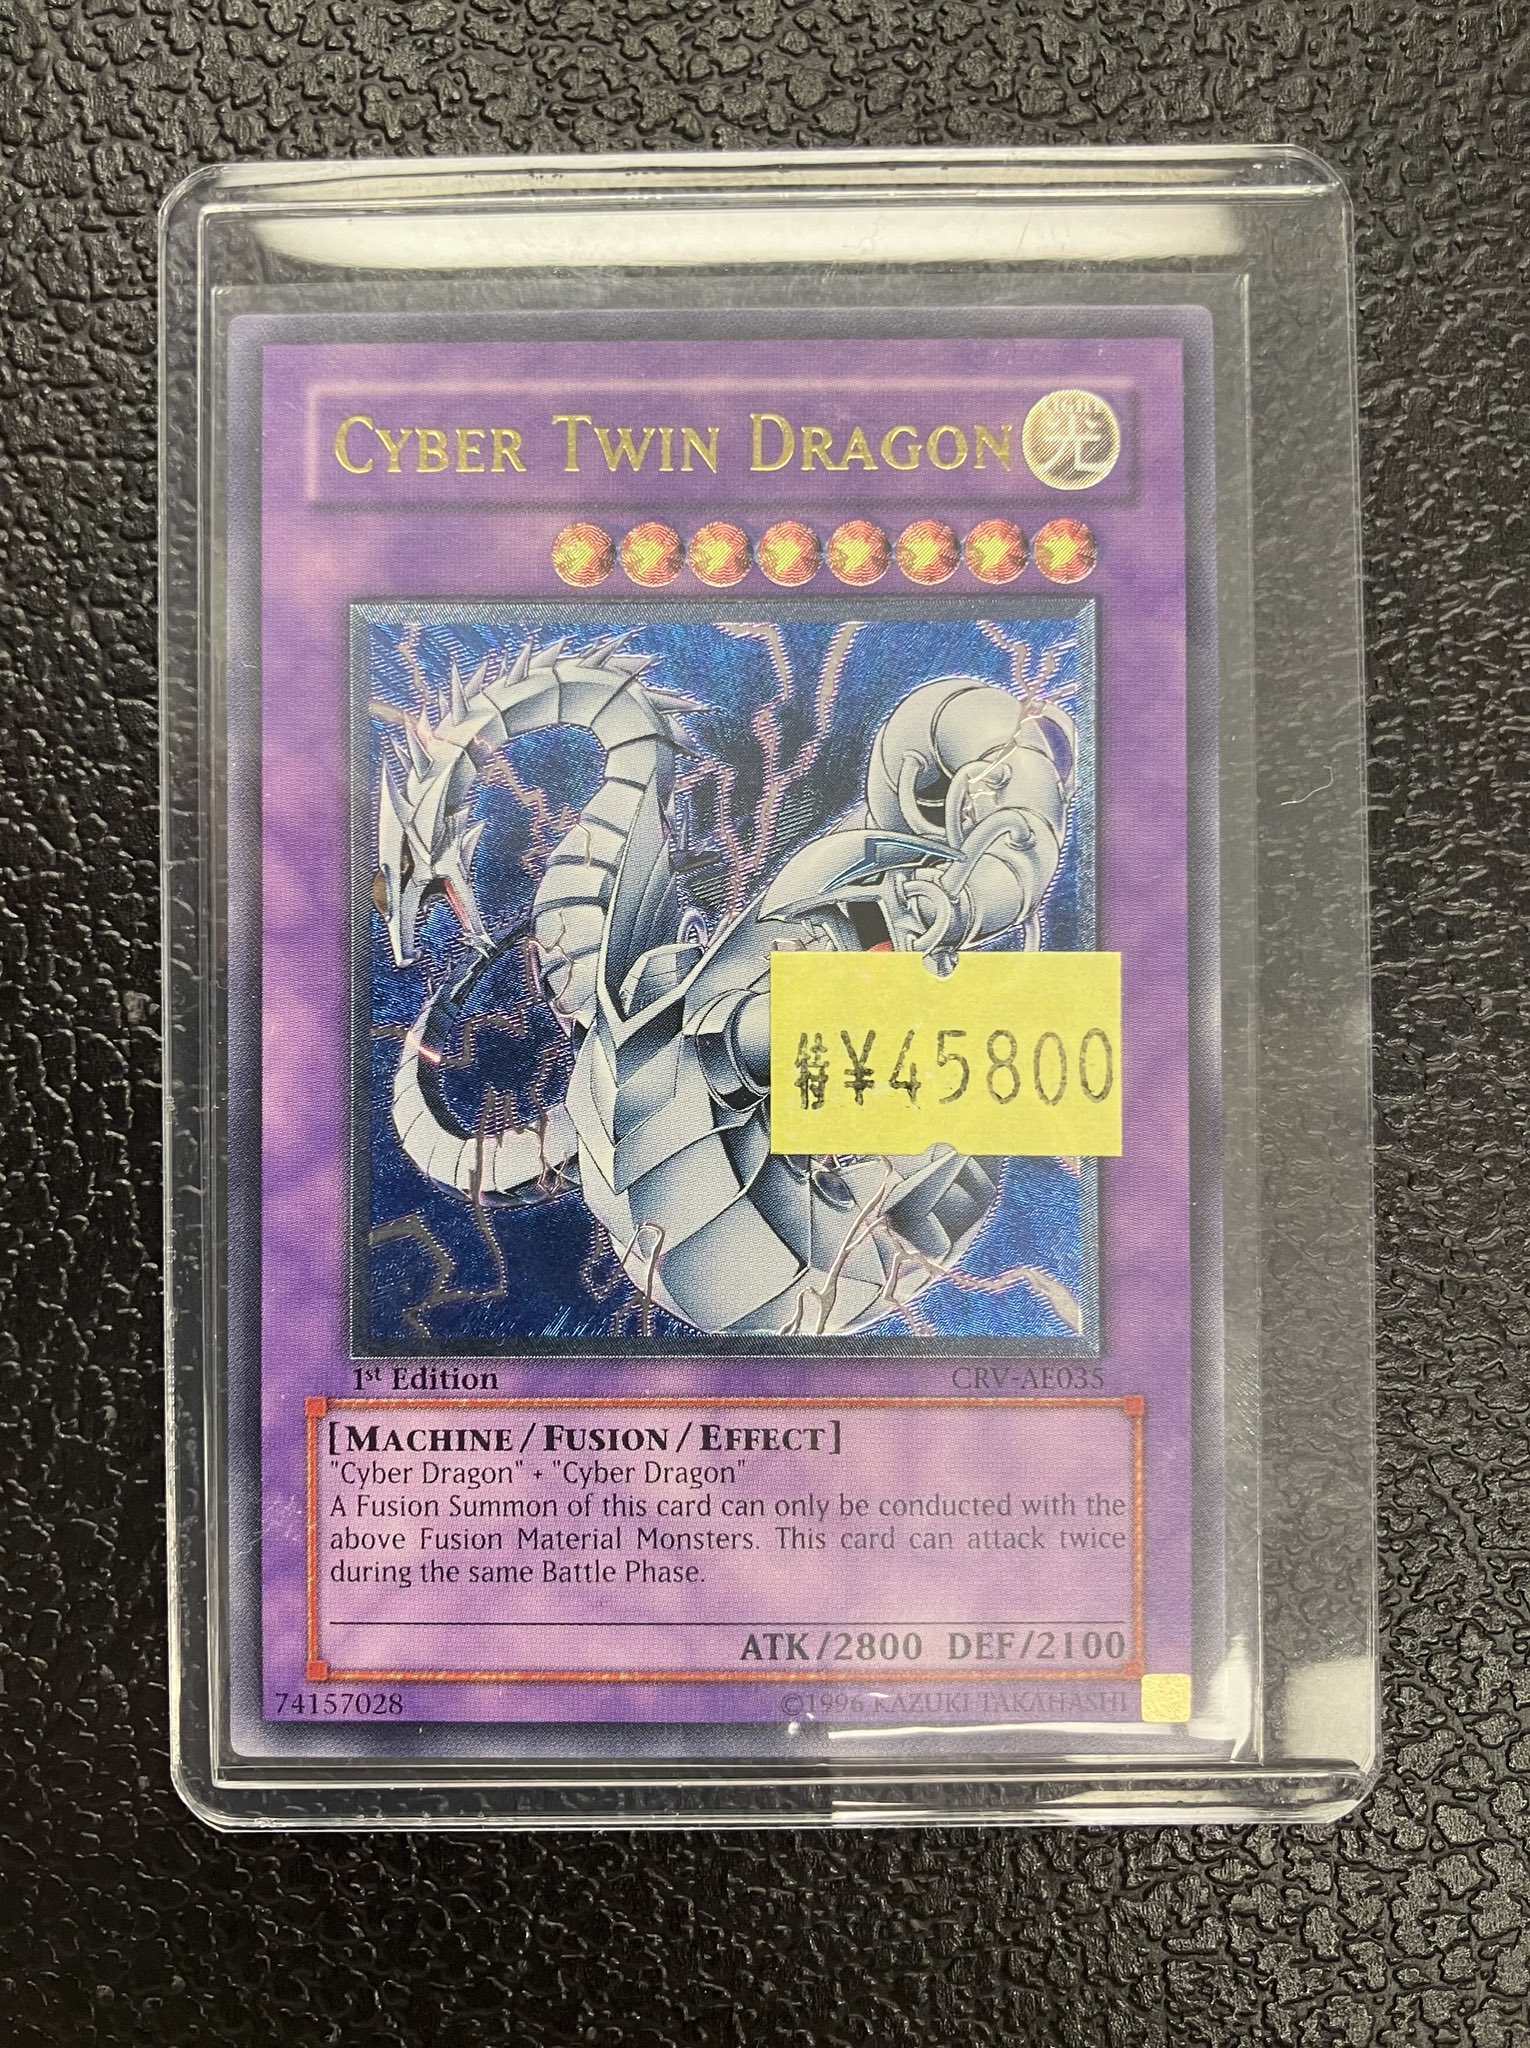 CYBER TWIN DRAGON
LIGHT
光
特¥45800
1st Edition
CRV-AE035
[MACHINE/FUSION/EFFECT]
"Cyber Dragon" + "Cyber Dragon"
A Fusion Summon of this card can only be conducted with the
above Fusion Material Monsters. This card can attack twice
during the same Battle Phase.
ATK/2800 DEF/2100
74157028
©1996 KAZUKI TAKAHASHI